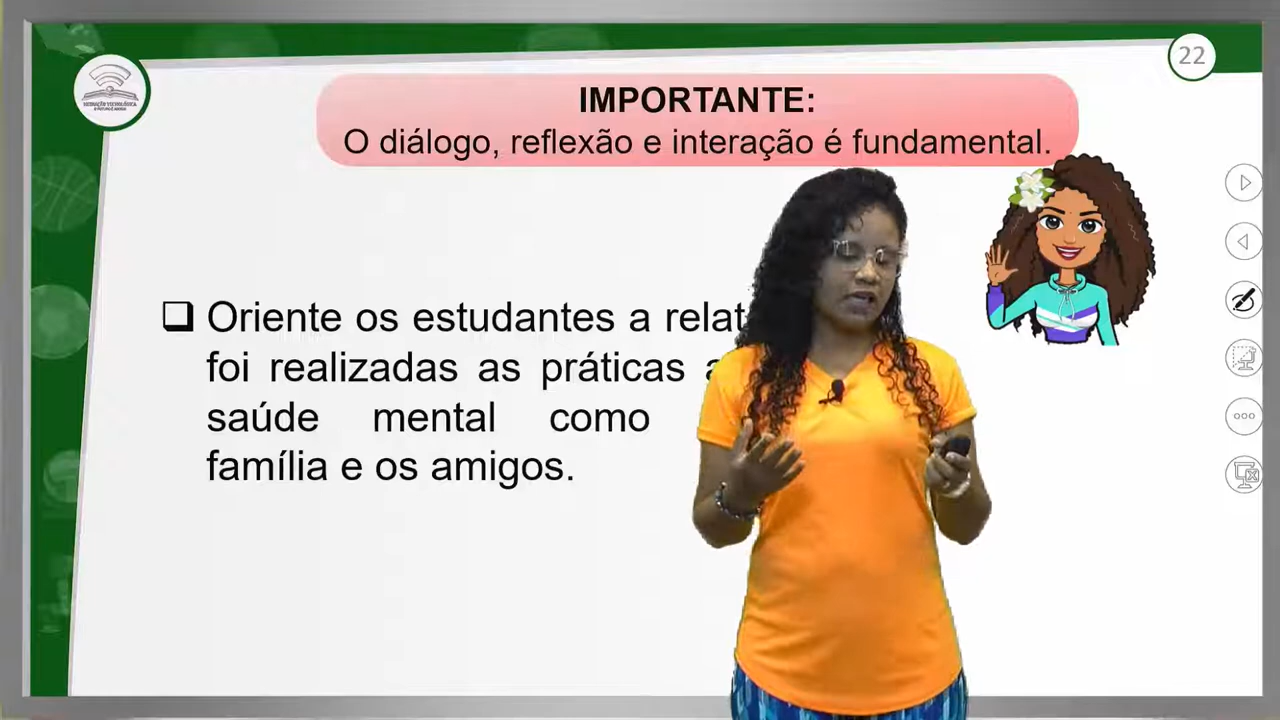 22
IMPORTANTE:
O diálogo, reflexão e interação é fundamental.
Oriente os estudantes a
foi realizadas as práticas
saúde mental como
família e os amigos.